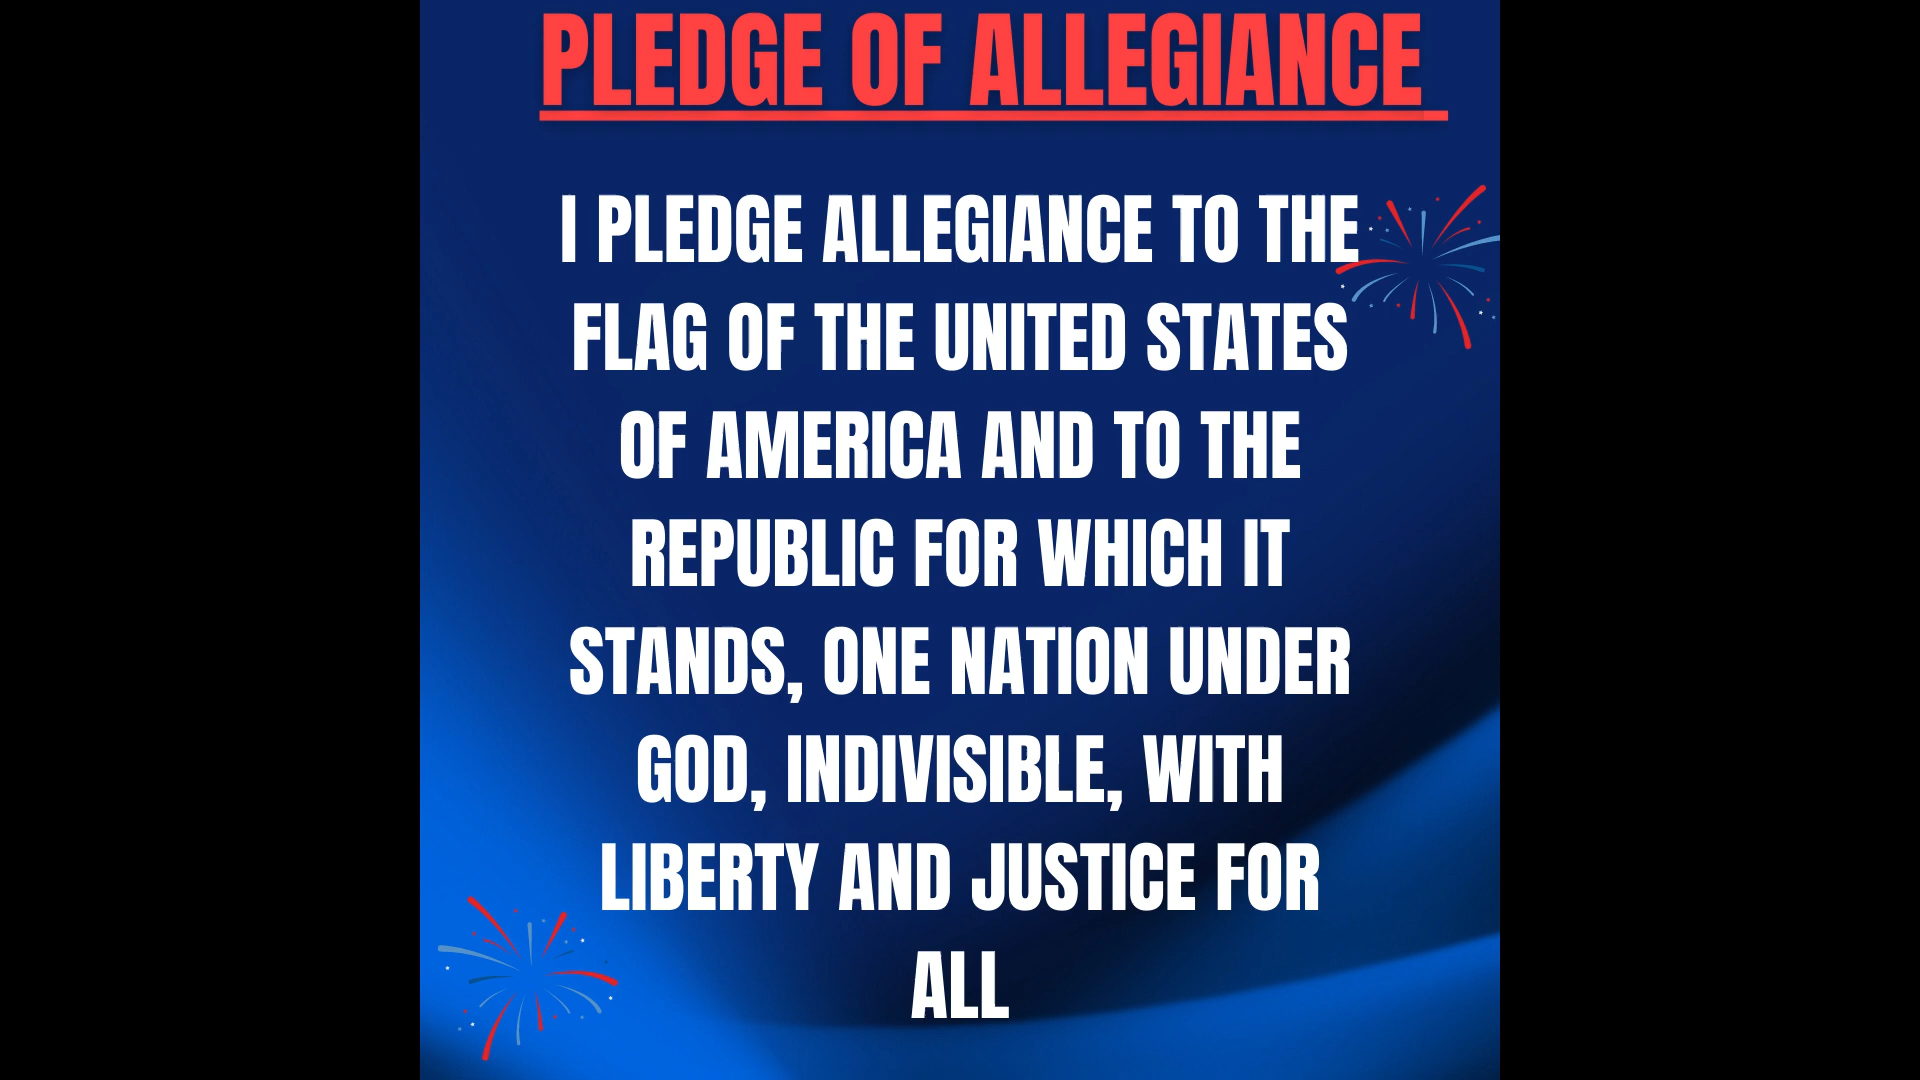 PLEDGE OF ALLEGIANCE
I PLEDGE ALLEGIANCE TO THE
FLAG OF THE UNITED STATES
OF AMERICA AND TO THE
REPUBLIC FOR WHICH IT
STANDS, ONE NATION UNDER
GOD, INDIVISIBLE, WITH
LIBERTY AND JUSTICE FOR
ALL